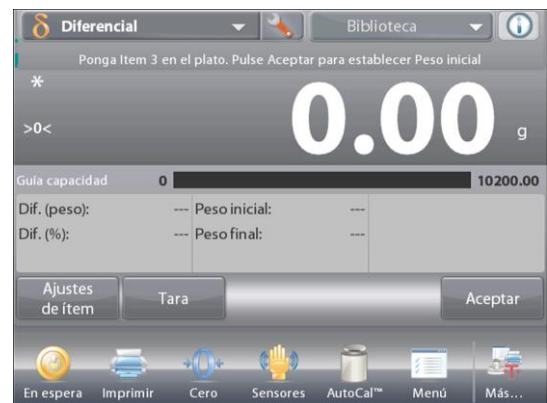 δ Diferencial Biblioteca
Ponga Item 3 en el plato. Pulse Aceptar para establecer Peso inicial
*
>0<
0.00 g
Guía capacidad 0 10200.00
Dif. (peso): --- Peso inicial: ---
Dif. (%): --- Peso final: ---
Ajustes de ítem Tara Aceptar
En espera Imprimir Cero Sensores AutoCal™ Menú Más...